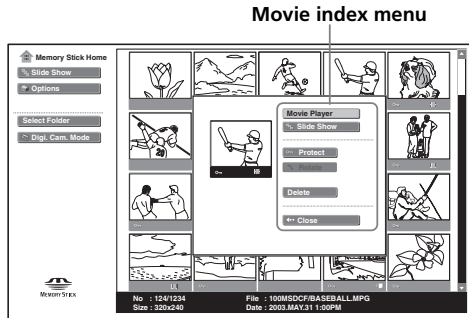 Movie index menu
Memory Stick Home
Slide Show
Options
Select Folder
Digi. Cam. Mode
Movie Player
Slide Show
Protect
Rotate
Delete
Close
MEMORY STICK
No : 124/1234
File : 100MSDCF/BASEBALL.MPG
Size : 320x240
Date : 2003.MAY.31 1:00PM